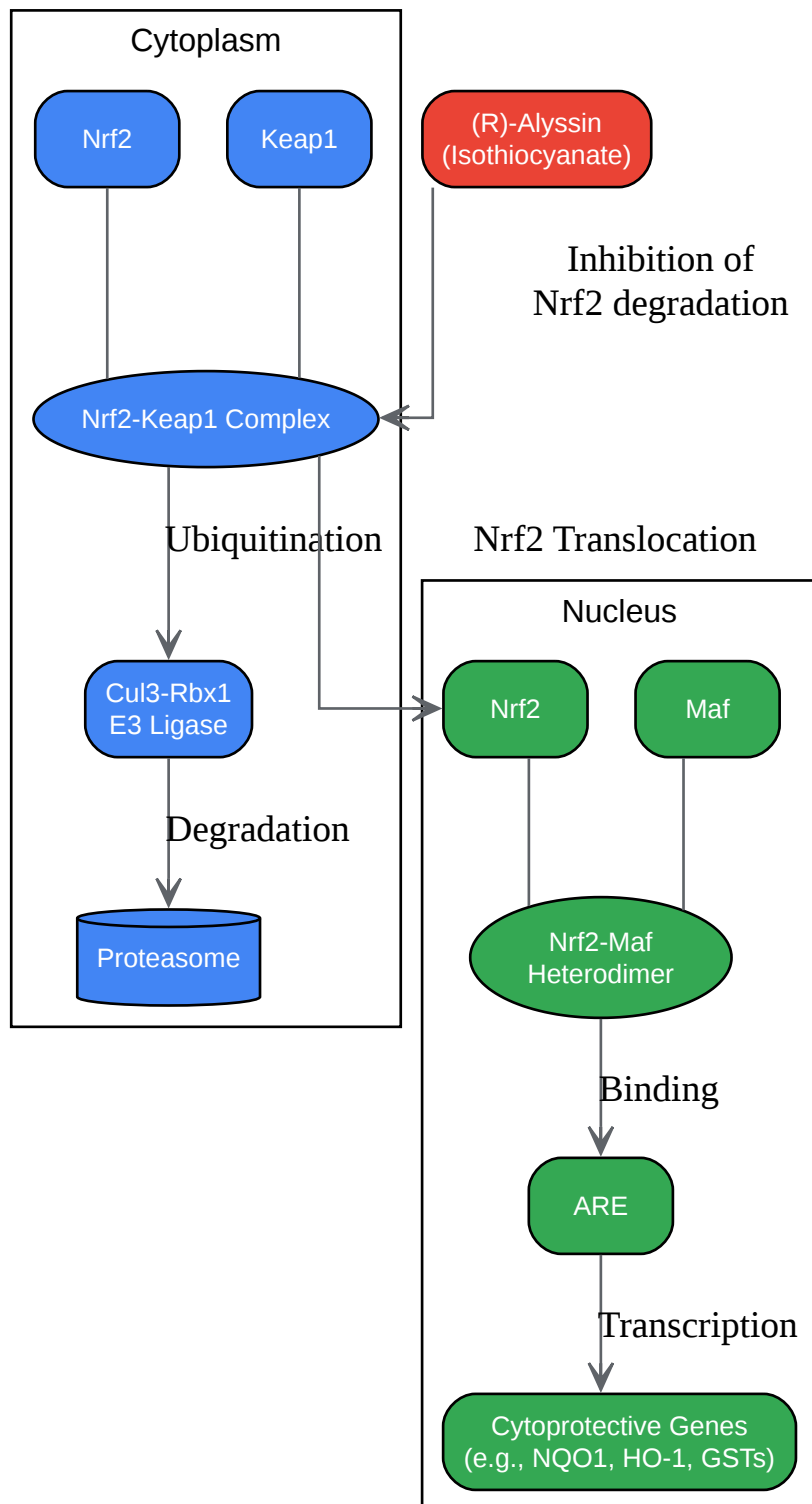 Cytoplasm
Nrf2
Keap1
(R)-Alyssin
(Isothiocyanate)
Inhibition of
Nrf2 degradation
Nrf2-Keap1 Complex
Ubiquitination
Nrf2 Translocation
Nucleus
Cul3-Rbx1
E3 Ligase
Nrf2
Maf
Degradation
Proteasome
Nrf2-Maf
Heterodimer
Binding
ARE
Transcription
Cytoprotective Genes
(e.g., NQO1, HO-1, GSTs)